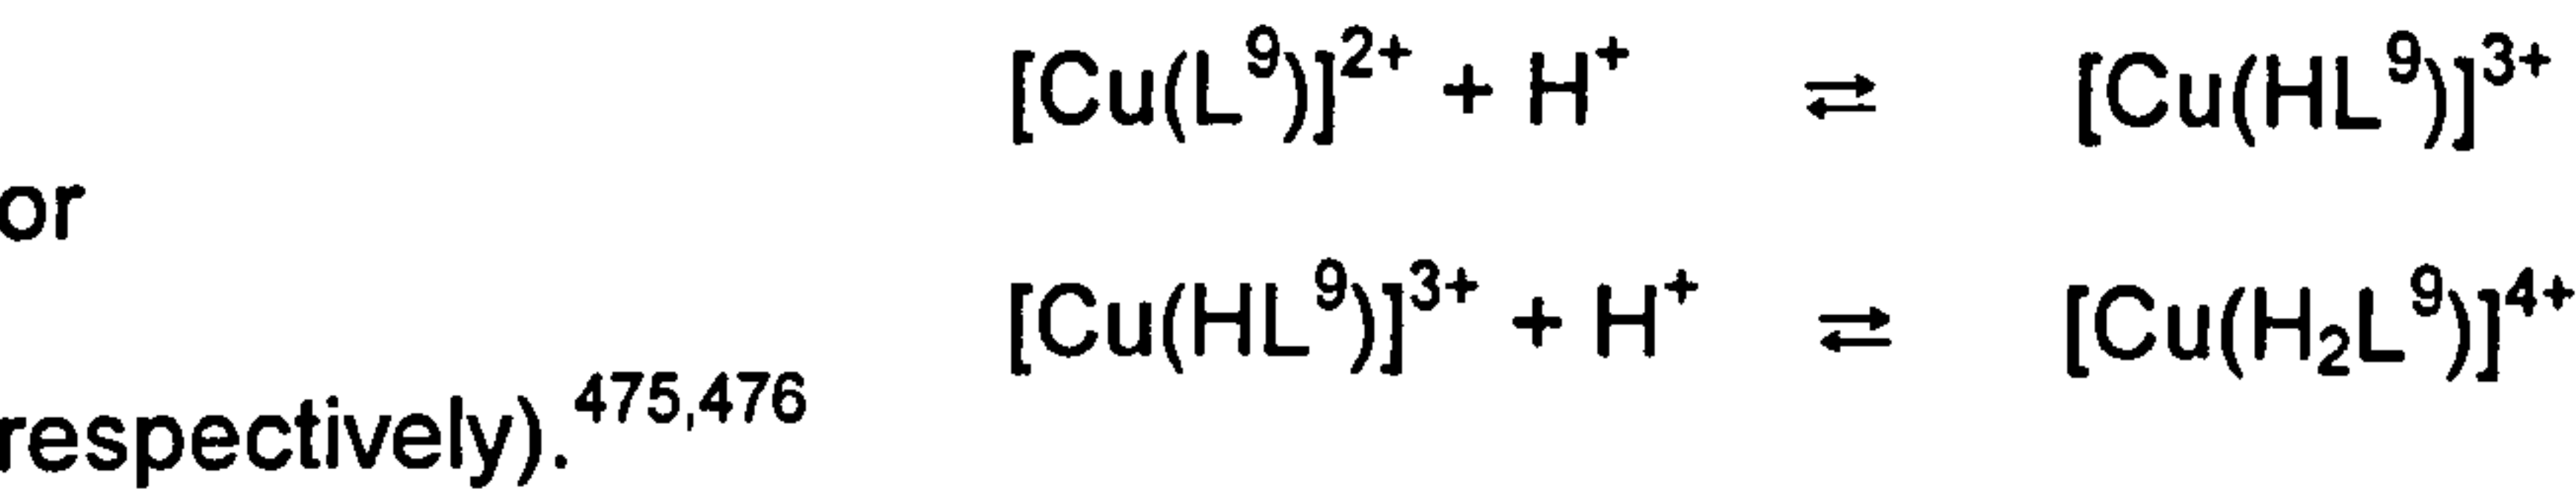 [Cu(L⁹)]²⁺ + H⁺ ⇄ [Cu(HL⁹)]³⁺
or
[Cu(HL⁹)]³⁺ + H⁺ ⇄ [Cu(H₂L⁹)]⁴⁺
respectively).⁴⁷⁵,⁴⁷⁶